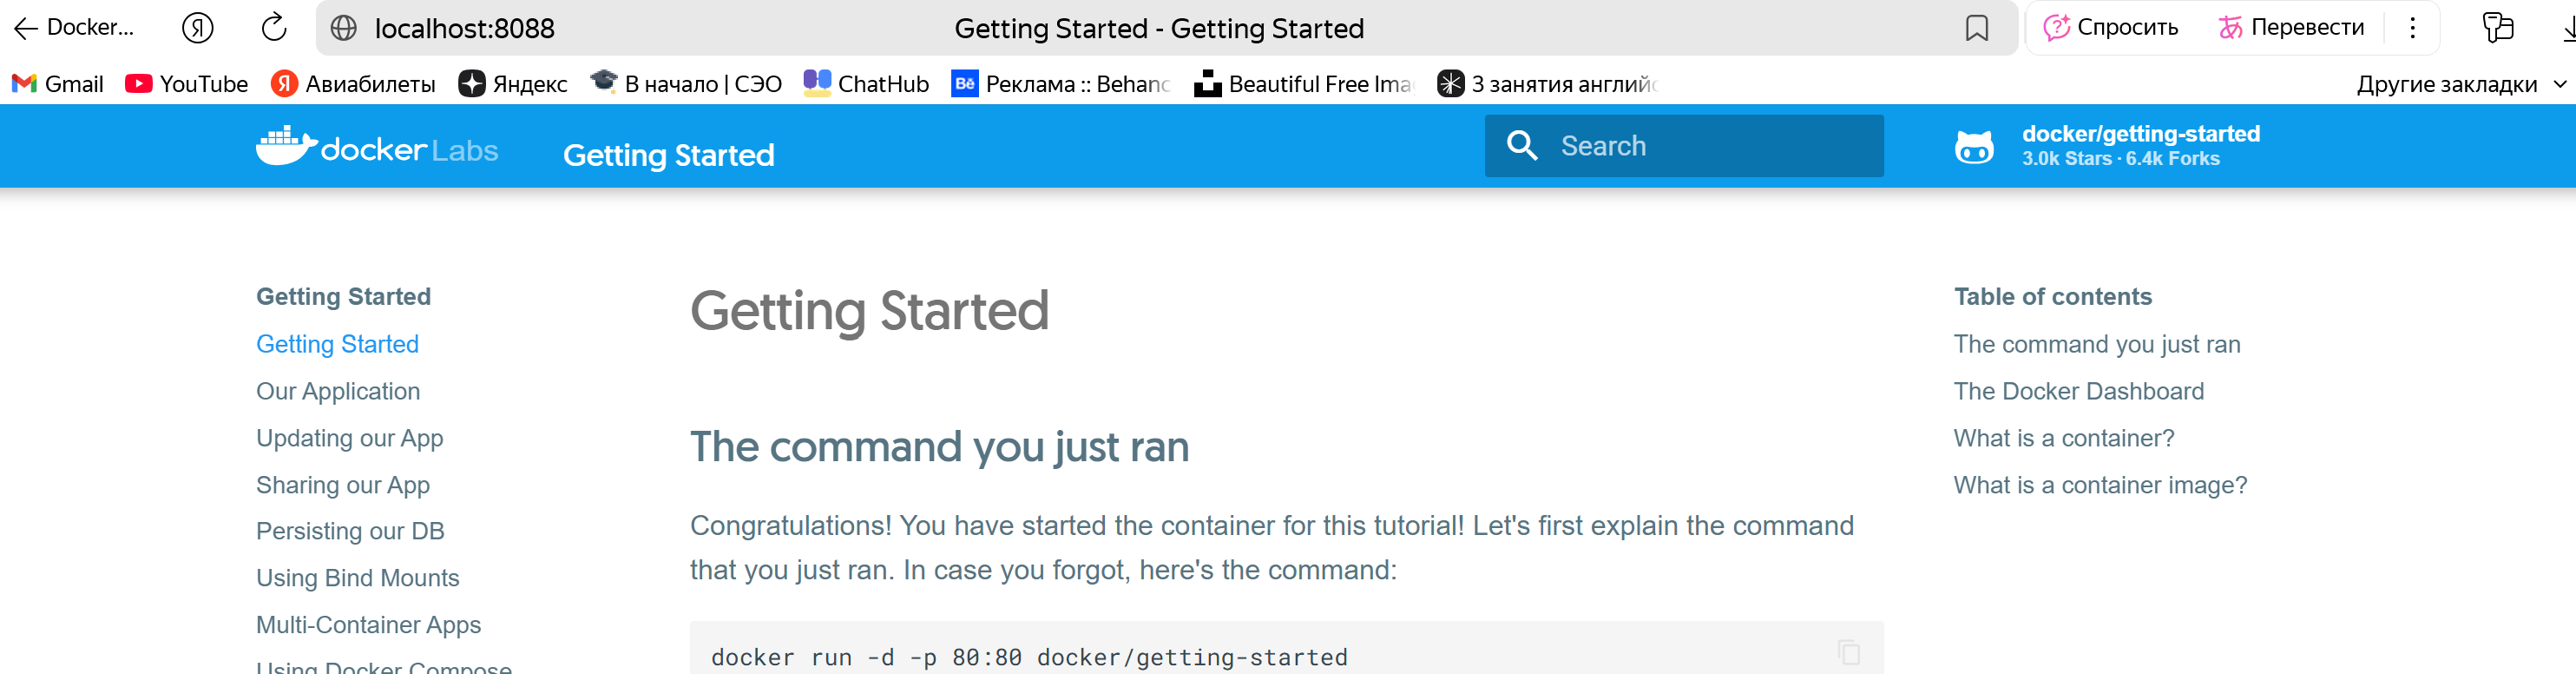 Docker...
localhost:8088
Getting Started - Getting Started
Спросить
Перевести
Gmail
YouTube
Авиабилеты
Яндекс
В начало | СЭО
ChatHub
Реклама :: Behanc
Beautiful Free Ima
3 занятия английс
Другие закладки
docker Labs
Getting Started
Search
docker/getting-started
3.0k Stars · 6.4k Forks
Getting Started
Getting Started
Our Application
Updating our App
Sharing our App
Persisting our DB
Using Bind Mounts
Multi-Container Apps
Using Docker Compose
Getting Started
The command you just ran
Congratulations! You have started the container for this tutorial! Let's first explain the command
that you just ran. In case you forgot, here's the command:
docker run -d -p 80:80 docker/getting-started
Table of contents
The command you just ran
The Docker Dashboard
What is a container?
What is a container image?